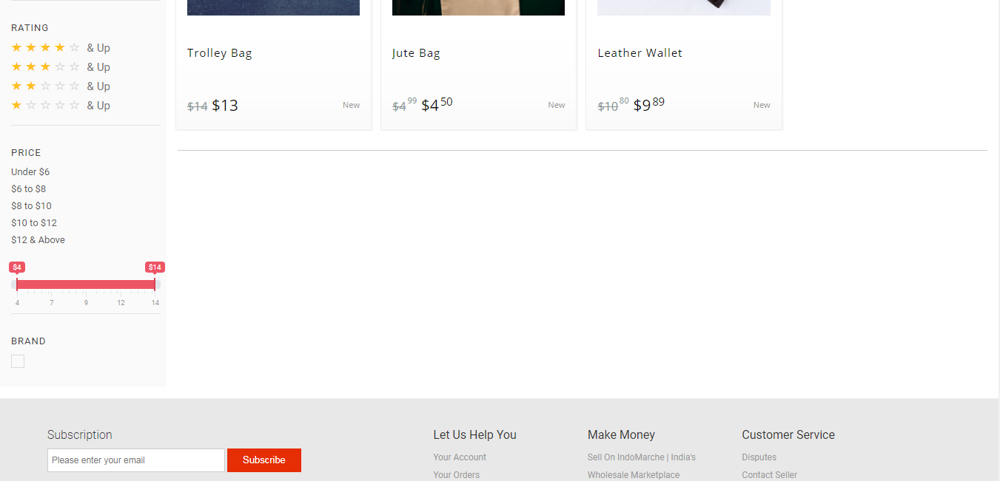 RATING
& Up
& Up
& Up
& Up
PRICE
Under $6
$6 to $8
$8 to $10
$10 to $12
$12 & Above
$4 $14
4 7 9 12 14
BRAND
Trolley Bag
$14 $13 New
Jute Bag
$4 99 $4 50 New
Leather Wallet
$10 80 $9 89 New
Subscription
Please enter your email Subscribe
Let Us Help You
Your Account
Your Orders
Make Money
Sell On IndoMarche | India's
Wholesale Marketplace
Customer Service
Disputes
Contact Seller